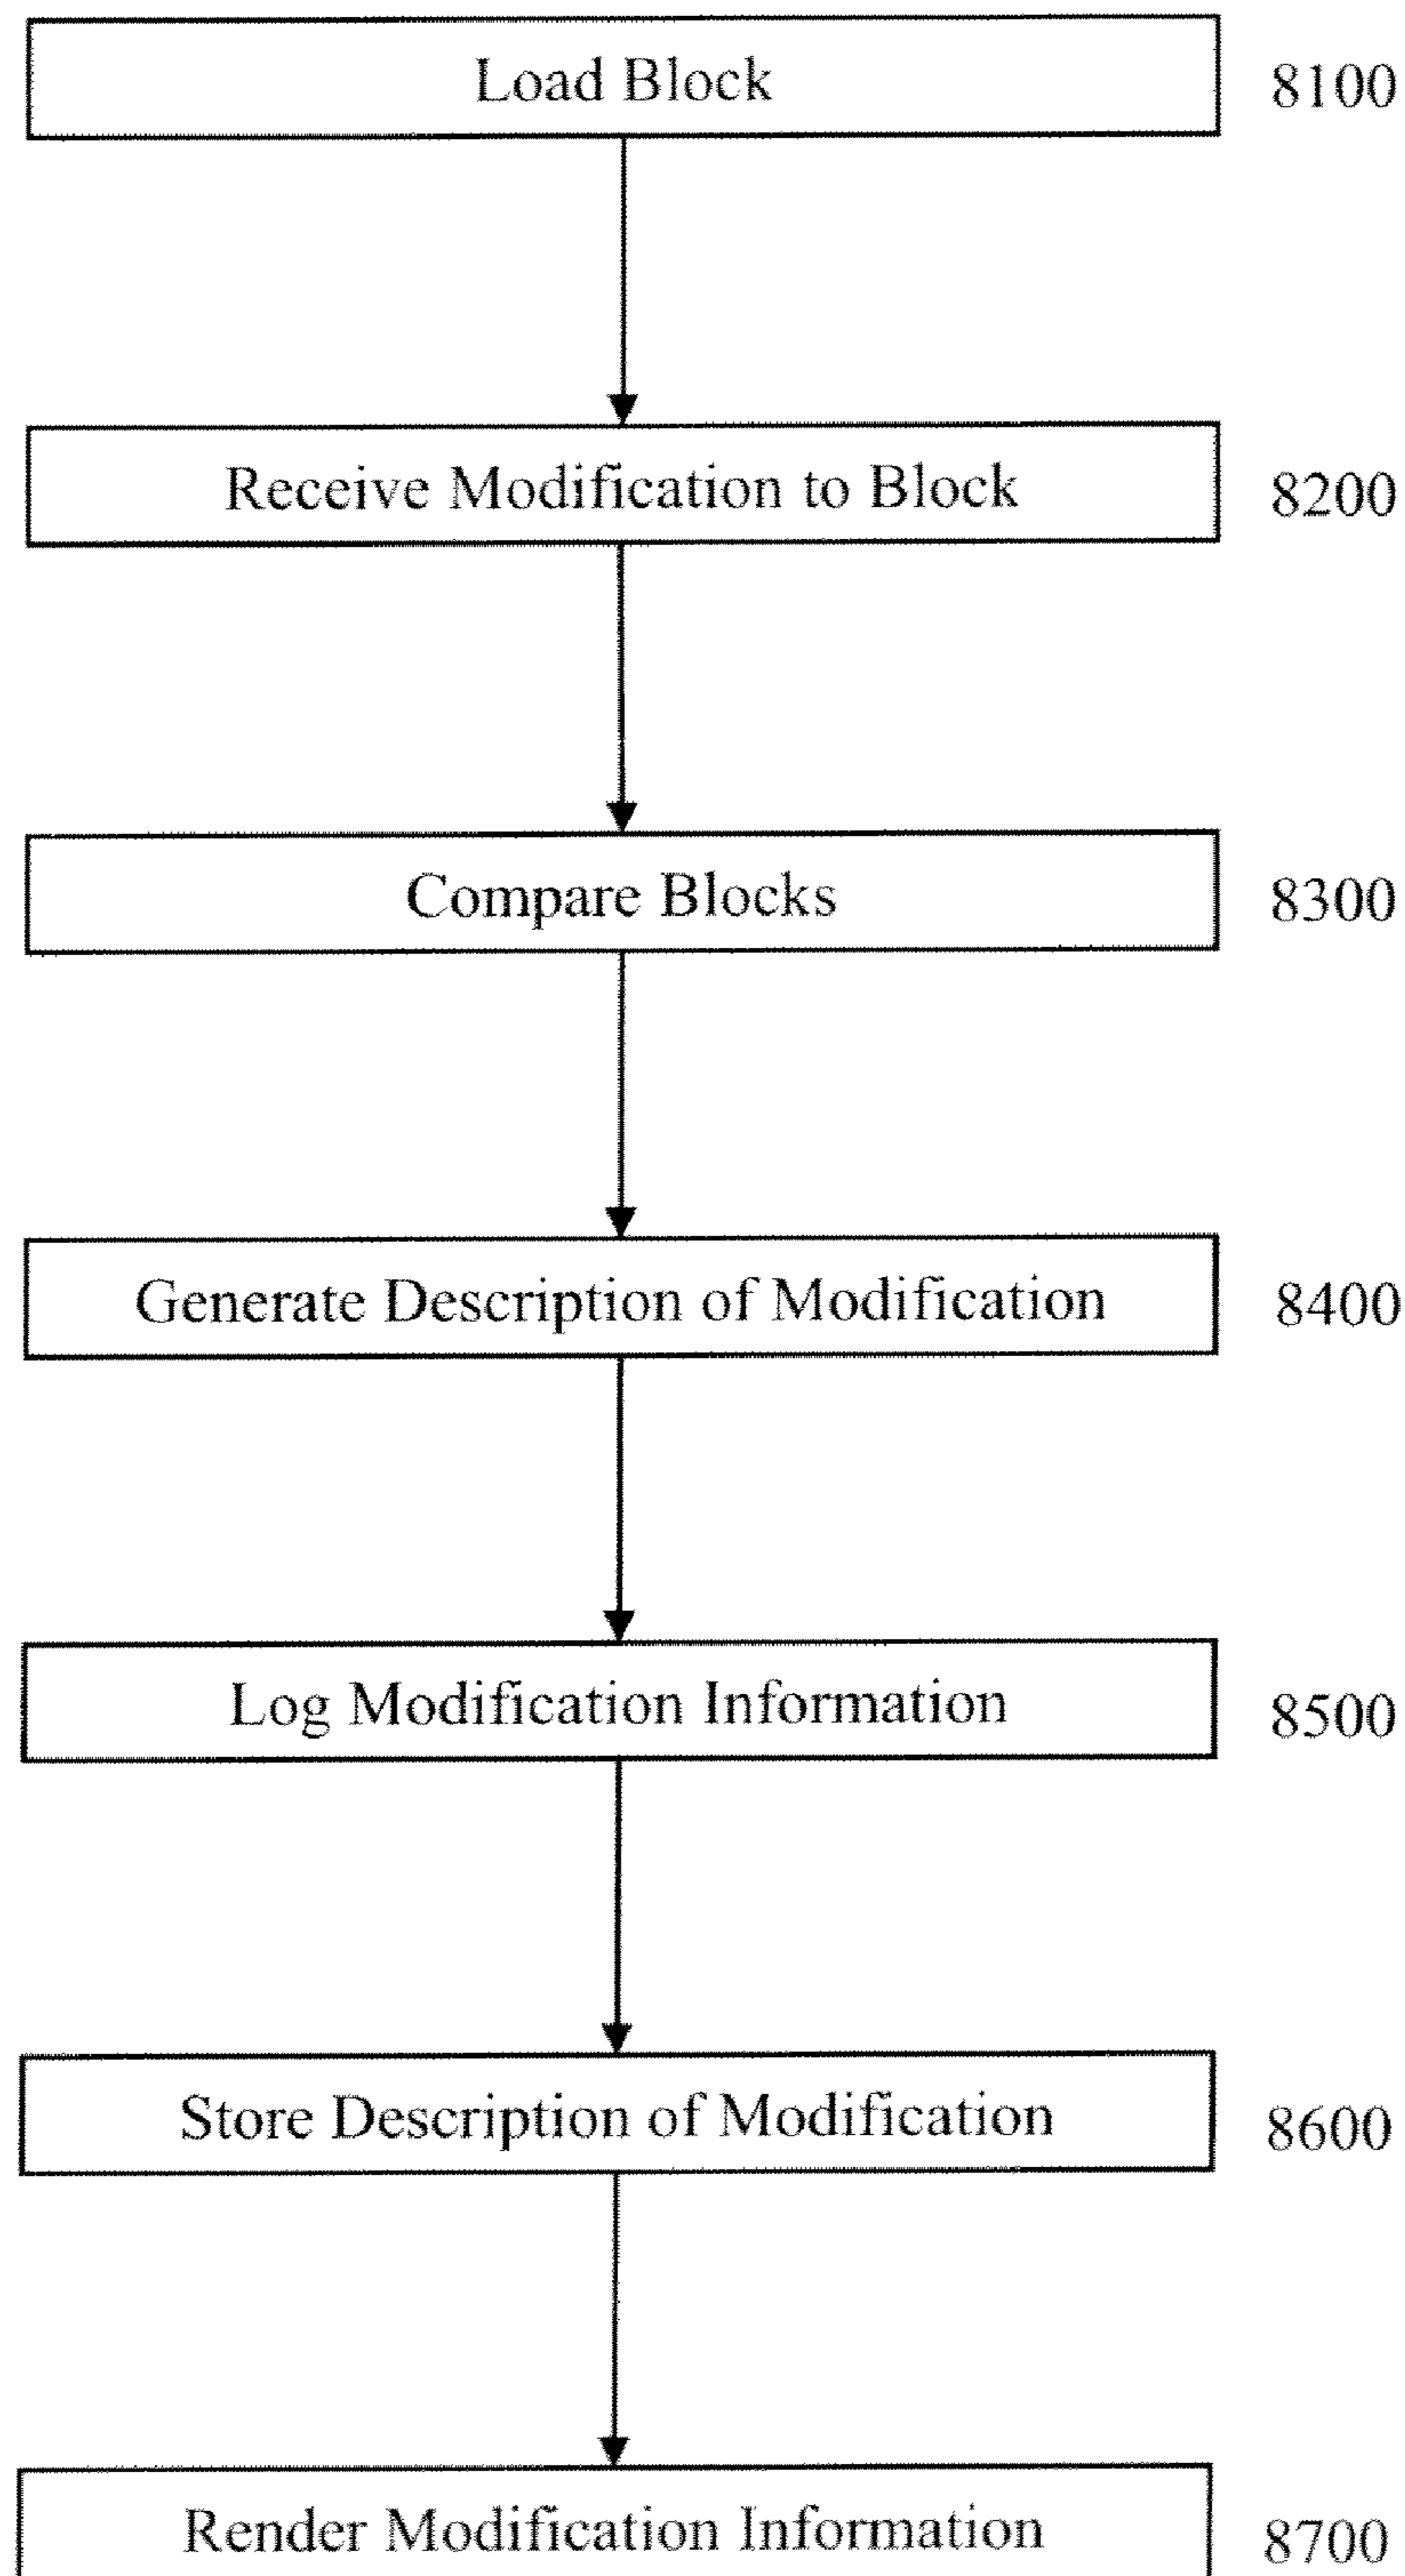 Load Block 8100
Receive Modification to Block 8200
Compare Blocks 8300
Generate Description of Modification 8400
Log Modification Information 8500
Store Description of Modification 8600
Render Modification Information 8700